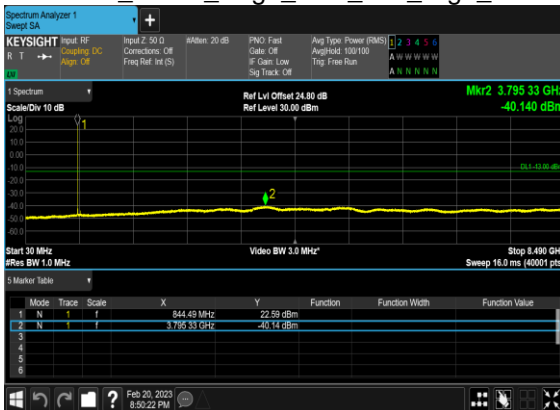 Spectrum Analyzer 1
Swept SA
+
KEYSIGHT Input: RF Input Z: 50 Ω #Atten: 20 dB PNO: Fast Avg Type: Power (RMS) 1 2 3 4 5 6
R T Coupling: DC Corrections: Off Gate: Off Avg|Hold: 100/100 A W W W W W
Align: Off Freq Ref: Int (S) IF Gain: Low Trig: Free Run
Sig Track: Off A N N N N N
1 Spectrum Ref Lvl Offset 24.80 dB Mkr2 3.795 33 GHz
Scale/Div 10 dB Ref Level 30.00 dBm -40.140 dBm
Log
20.0
10.0
0.00
-10.0
-20.0
-30.0
-40.0
-50.0
-60.0
1
DL1 -13.00 dBm
2
Start 30 MHz Video BW 3.0 MHz* Stop 8.490 GHz
#Res BW 1.0 MHz Sweep 16.0 ms (40001 pts)
5 Marker Table
Mode Trace Scale X Y Function Function Width Function Value
1 N 1 f 844.49 MHz 22.59 dBm
2 N 1 f 3.795 33 GHz -40.14 dBm
3
4
5
6
? Feb 20, 2023
8:50:22 PM